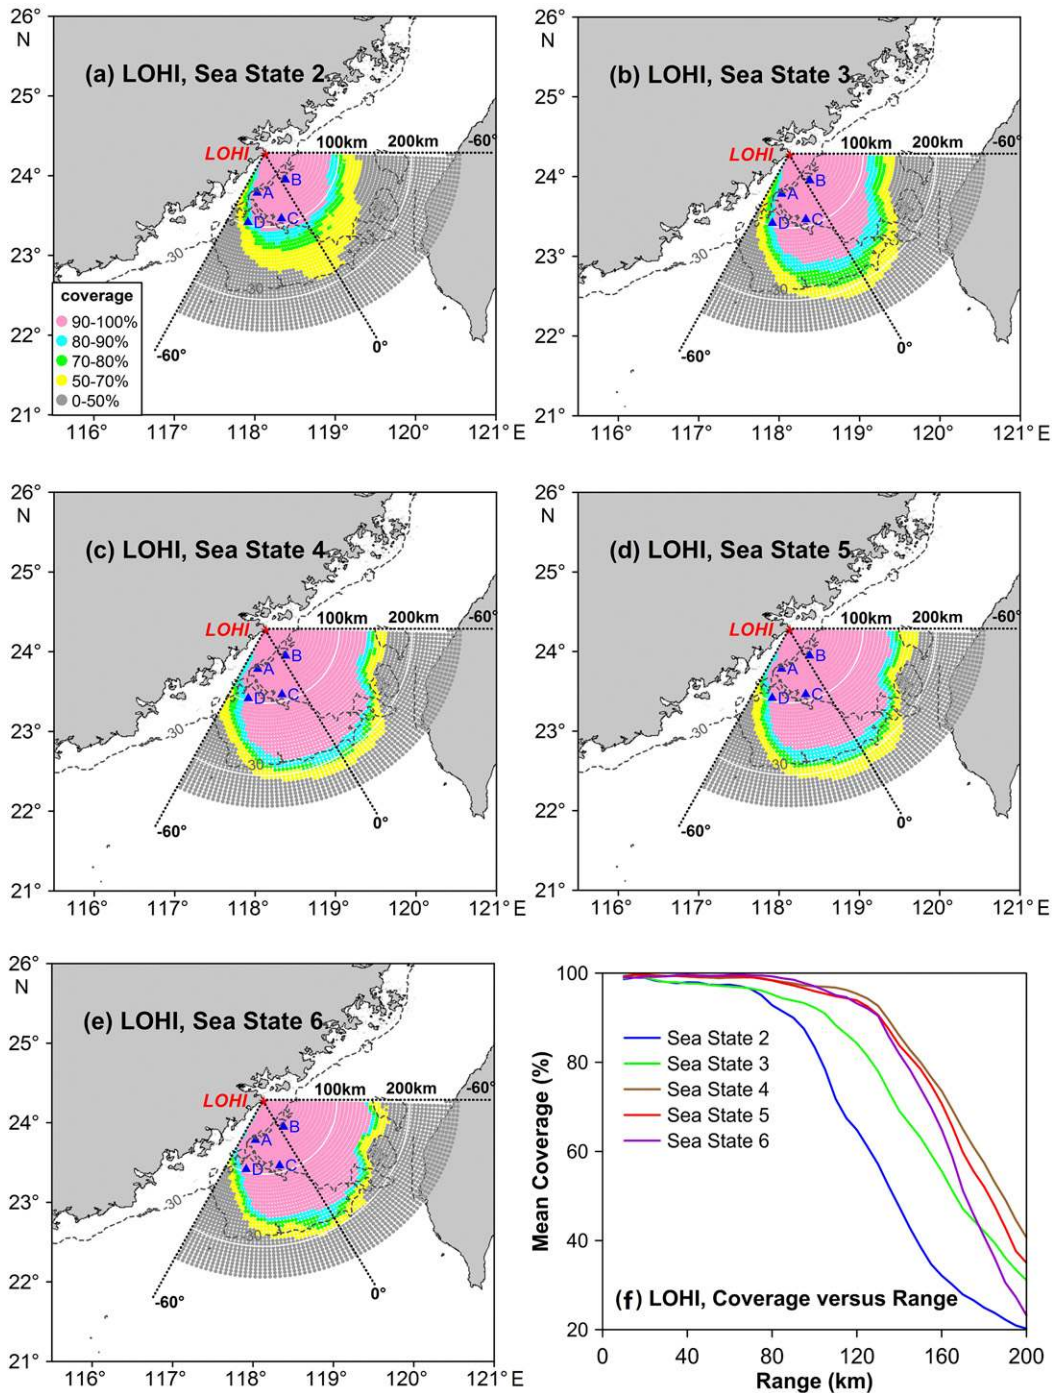 26°
N
25°
24°
23°
22°
21°
(a) LOHI, Sea State 2
LOHI
100km 200km -60°
A
B
C
D
-30
-30
-60°
0°
coverage
90-100%
80-90%
70-80%
50-70%
0-50%
116° 117° 118° 119° 120° 121° E
26°
N
25°
24°
23°
22°
21°
(b) LOHI, Sea State 3
LOHI
100km 200km -60°
A
B
C
D
-30
-30
-60°
0°
116° 117° 118° 119° 120° 121° E
26°
N
25°
24°
23°
22°
21°
(c) LOHI, Sea State 4
LOHI
100km 200km -60°
A
B
C
D
-30
-30
-60°
0°
116° 117° 118° 119° 120° 121° E
26°
N
25°
24°
23°
22°
21°
(d) LOHI, Sea State 5
LOHI
100km 200km -60°
A
B
C
D
-30
-30
-60°
0°
116° 117° 118° 119° 120° 121° E
26°
N
25°
24°
23°
22°
21°
(e) LOHI, Sea State 6
LOHI
100km 200km -60°
A
B
C
D
-30
-30
-60°
0°
116° 117° 118° 119° 120° 121° E
100
80
60
40
20
Mean Coverage (%)
Sea State 2
Sea State 3
Sea State 4
Sea State 5
Sea State 6
(f) LOHI, Coverage versus Range
0 40 80 120 160 200
Range (km)